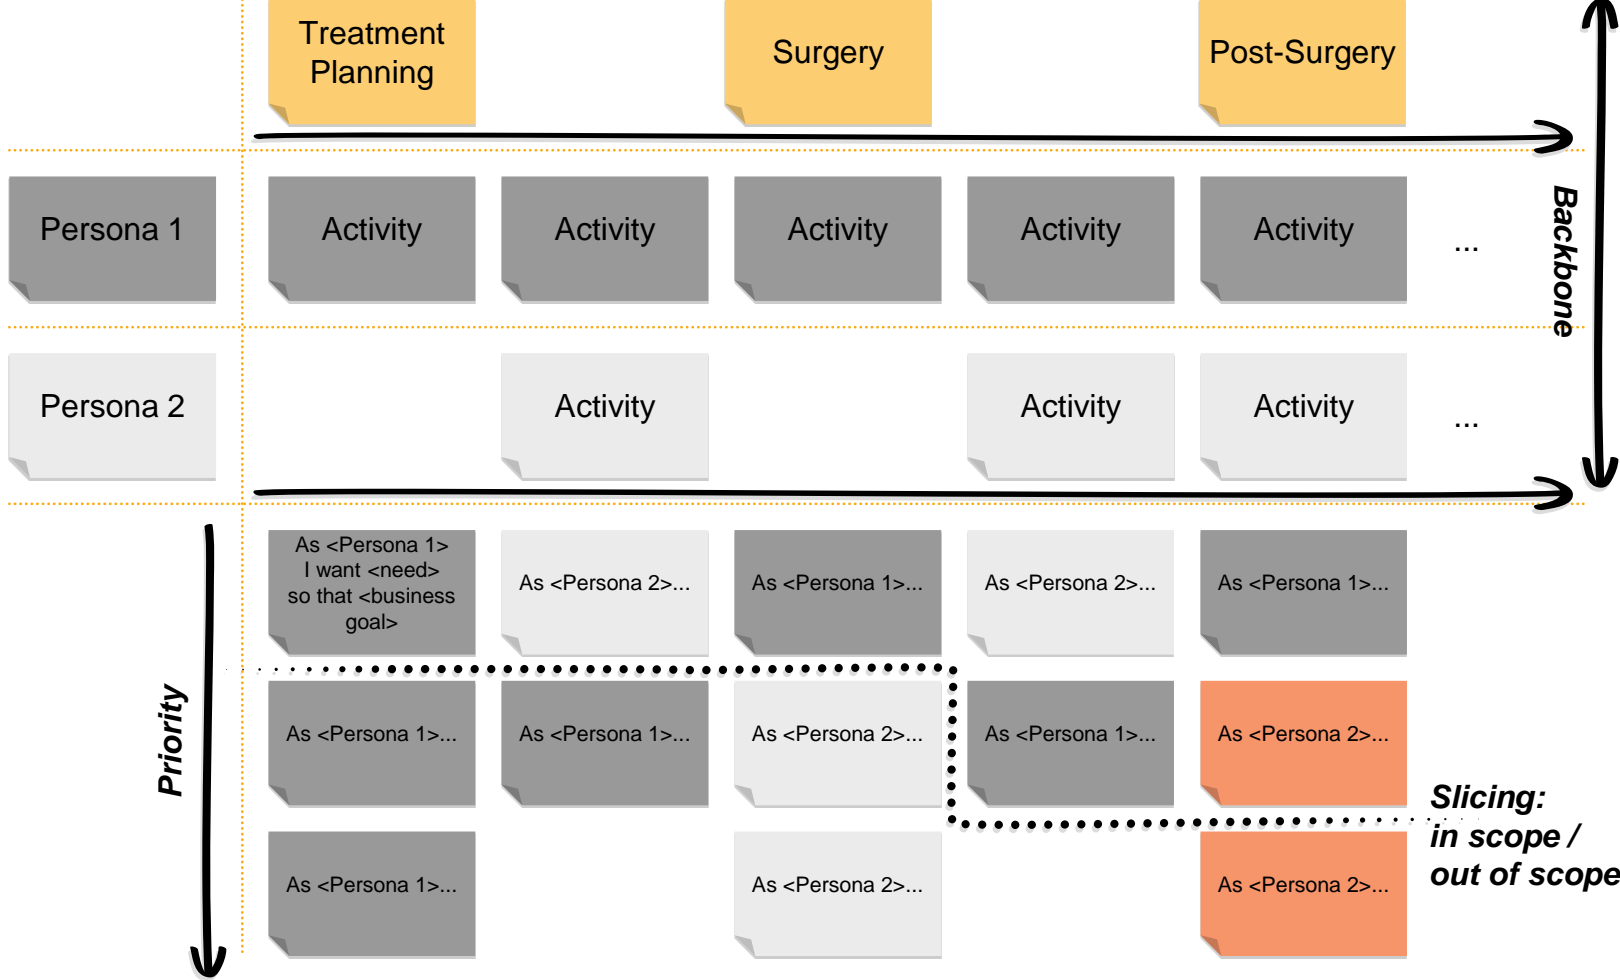 Treatment
Planning
Surgery
Post-Surgery
Backbone
Persona 1
Activity
Activity
Activity
Activity
Activity
...
Persona 2
Activity
Activity
Activity
...
Priority
As <Persona 1>
I want <need>
so that <business
goal>
As <Persona 2>...
As <Persona 1>...
As <Persona 2>...
As <Persona 1>...
As <Persona 1>...
As <Persona 1>...
As <Persona 2>...
As <Persona 1>...
As <Persona 2>...
Slicing:
in scope /
out of scope
As <Persona 1>...
As <Persona 2>...
As <Persona 2>...